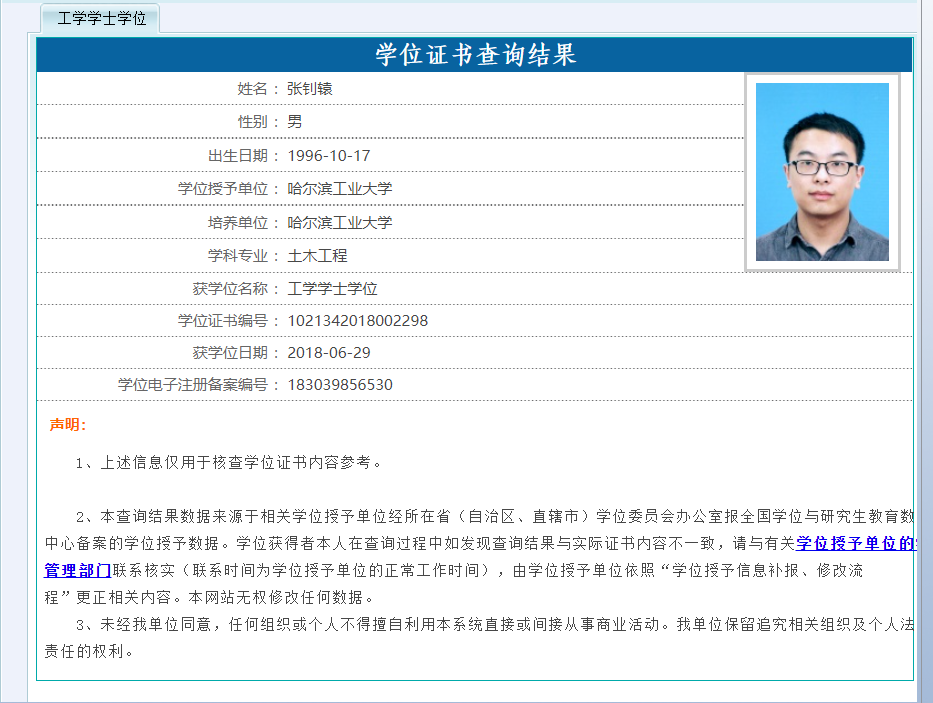 工学学士学位
学位证书查询结果
姓名： 张钊辕
性别： 男
出生日期： 1996-10-17
学位授予单位： 哈尔滨工业大学
培养单位： 哈尔滨工业大学
学科专业： 土木工程
获学位名称： 工学学士学位
学位证书编号： 1021342018002298
获学位日期： 2018-06-29
学位电子注册备案编号： 183039856530
声明：
1、上述信息仅用于核查学位证书内容参考。
2、本查询结果数据来源于相关学位授予单位经所在省（自治区、直辖市）学位委员会办公室报全国学位与研究生教育数
中心备案的学位授予数据。学位获得者本人在查询过程中如发现查询结果与实际证书内容不一致，请与有关学位授予单位的
管理部门联系核实（联系时间为学位授予单位的正常工作时间），由学位授予单位依照“学位授予信息补报、修改流
程”更正相关内容。本网站无权修改任何数据。
3、未经我单位同意，任何组织或个人不得擅自利用本系统直接或间接从事商业活动。我单位保留追究相关组织及个人法
责任的权利。